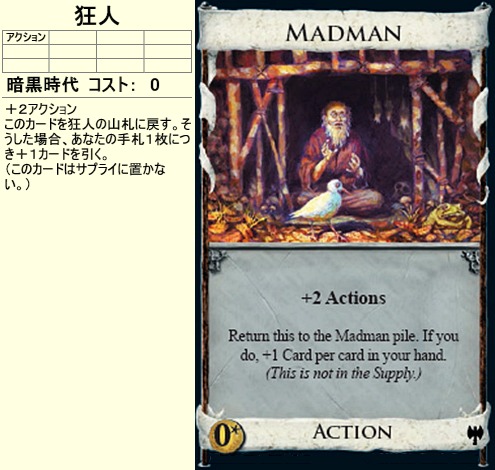 狂人
アクション
暗黒時代 コスト: 0
＋2アクション
このカードを狂人の山札に戻す。そ
うした場合、あなたの手札1枚につ
き＋1カードを引く。
(このカードはサプライに置かな
い。)
MADMAN
+2 Actions
Return this to the Madman pile. If you
do, +1 Card per card in your hand.
(This is not in the Supply.)
0*
ACTION